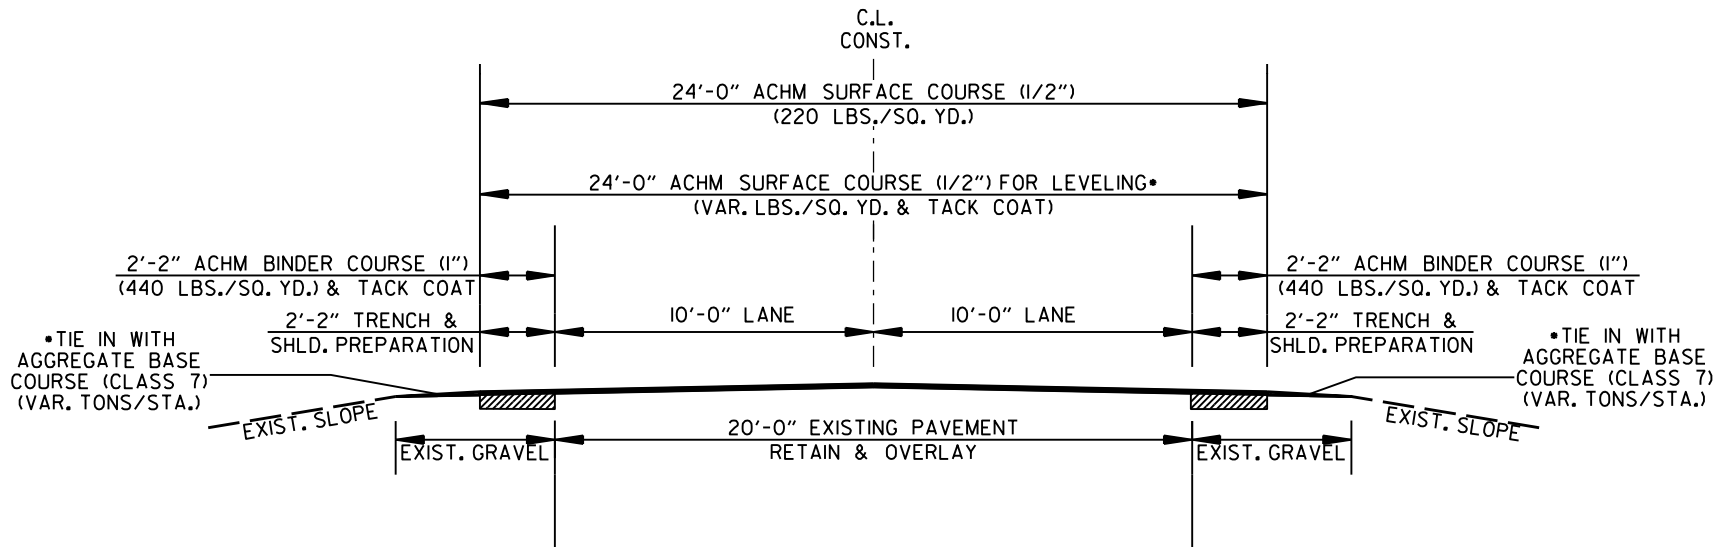 C.L.
CONST.
24'-0" ACHM SURFACE COURSE (1/2")
(220 LBS./SQ. YD.)
24'-0" ACHM SURFACE COURSE (1/2") FOR LEVELING*
(VAR. LBS./SQ. YD. & TACK COAT)
2'-2" ACHM BINDER COURSE (1")
(440 LBS./SQ. YD.) & TACK COAT
2'-2" ACHM BINDER COURSE (1")
(440 LBS./SQ. YD.) & TACK COAT
2'-2" TRENCH &
SHLD. PREPARATION
10'-0" LANE
10'-0" LANE
2'-2" TRENCH &
SHLD. PREPARATION
*TIE IN WITH
AGGREGATE BASE
COURSE (CLASS 7)
(VAR. TONS/STA.)
*TIE IN WITH
AGGREGATE BASE
COURSE (CLASS 7)
(VAR. TONS/STA.)
EXIST. SLOPE
EXIST. GRAVEL
20'-0" EXISTING PAVEMENT
RETAIN & OVERLAY
EXIST. GRAVEL
EXIST. SLOPE